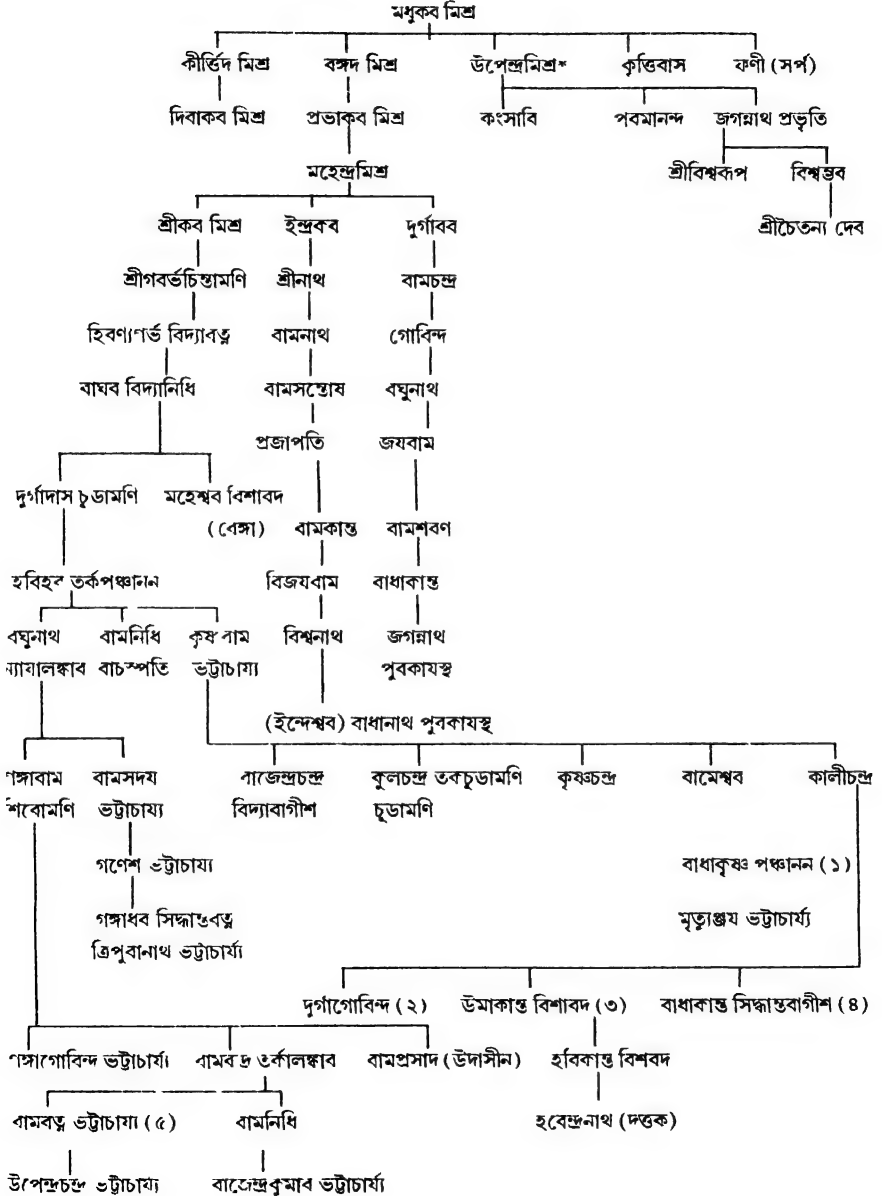 মধুকব মিশ্র
কীর্ত্তিদ মিশ্র বঙ্গদ মিশ্র উপেন্দ্রমিশ্র* কৃত্তিবাস ফণী (সর্প)
দিবাকব মিশ্র প্রভাকব মিশ্র কংসাবি পবমানন্দ জগন্নাথ প্রভৃতি
মহেন্দ্রমিশ্র শ্রীবিশ্বরূপ বিশ্বম্ভব
শ্রীকব মিশ্র ইন্দ্রকব দুর্গাবব শ্রীচৈতন্য দেব
শ্রীগবর্ভচিন্তামণি শ্রীনাথ বামচন্দ্র
হিবণ্যগর্ভ বিদ্যাবত্ন বামনাথ গোবিন্দ
বাঘব বিদ্যানিধি বামসন্তোষ বঘুনাথ
প্রজাপতি জযবাম
দুর্গাদাস চূডামণি মহেশ্বব বিশাবদ
(বেঙ্গা) বামকান্ত বামশবণ
হবিহব তর্কপঞ্চানন বিজযবাম বাধাকান্ত
বঘুনাথ বামনিধি কৃষ্ণবাম বিশ্বনাথ জগন্নাথ
ন্যাযালঙ্কাব বাচস্পতি ভট্টাচায্য পুবকাযস্থ
(ইন্দেশ্বব) বাধানাথ পুবকাযস্থ
গঙ্গাবাম বামসদয বাজেন্দ্রচন্দ্র কুলচন্দ্র তর্কচূডামণি কৃষ্ণচন্দ্র বামেশ্বব কালীচন্দ্র
শিবোমণি ভট্টাচায্য বিদ্যাবাগীশ চূডামণি
গণেশ ভট্টাচায্য বাধাকৃষ্ণ পঞ্চানন (১)
গঙ্গাধব সিদ্ধান্তবত্ন মৃত্যুঞ্জয ভট্টাচার্য্য
ত্রিপুবানাথ ভট্টাচার্য্য
দুর্গাগোবিন্দ (২) উমাকান্ত বিশাবদ (৩) বাধাকান্ত সিদ্ধান্তবাগীশ (৪)
গঙ্গাগোবিন্দ ভট্টাচার্য্য বামবদ্র তর্কালঙ্কাব বামপ্রসাদ (উদাসীন) হবিকান্ত বিশবদ
বামবত্ন ভট্টাচায্য (৫) বামনিধি হবেন্দ্রনাথ (দত্তক)
উপেন্দ্রচন্দ্র ভট্টাচায্য বাজেন্দ্রকুমাব ভট্টাচার্য্য